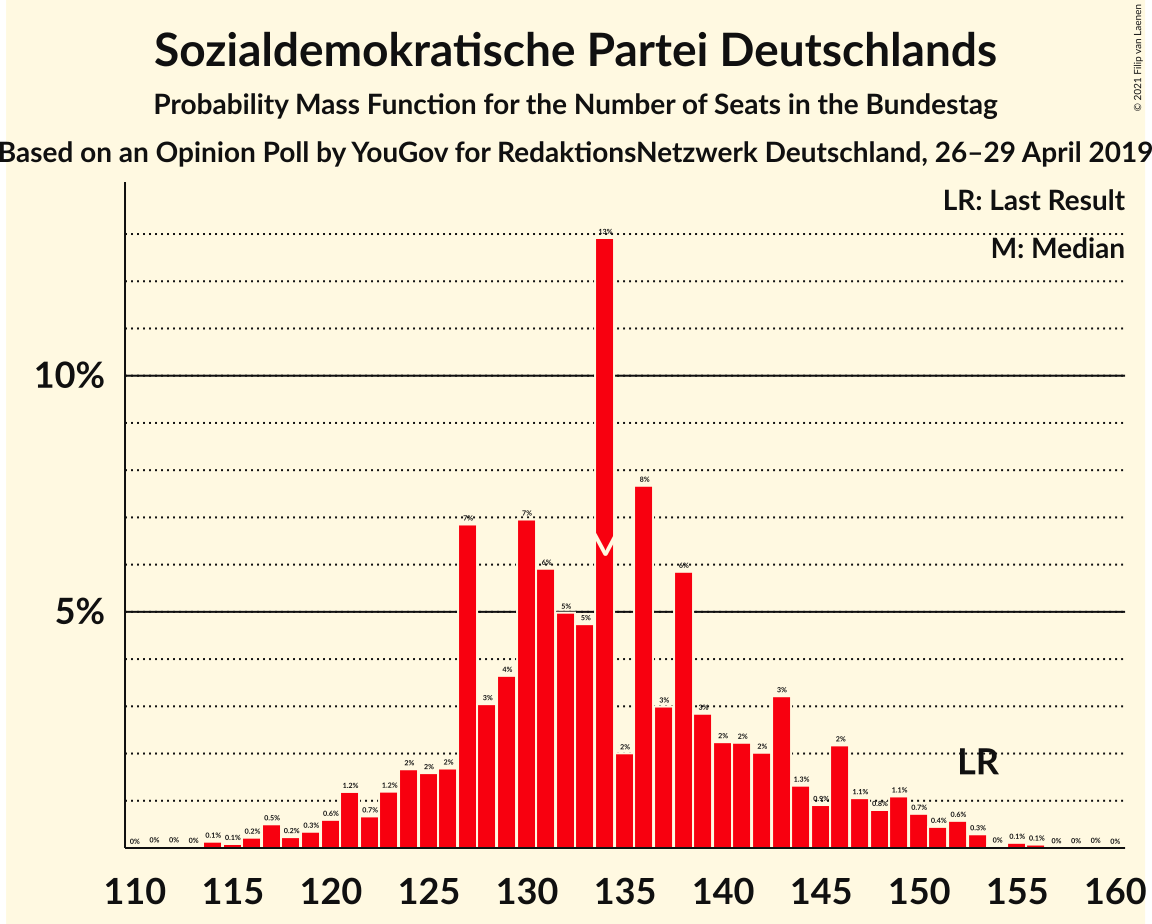 Sozialdemokratische Partei Deutschlands
Probability Mass Function for the Number of Seats in the Bundestag
Based on an Opinion Poll by YouGov for RedaktionsNetzwerk Deutschland, 26–29 April 2019
© 2021 Filip van Laenen
LR: Last Result
M: Median
10%
5%
0% 0% 0% 0% 0.1% 0.1% 0.2% 0.5% 0.2% 0.3% 0.6% 1.2% 0.7% 1.2% 2% 2% 2% 7% 3% 4% 7% 6% 5% 5% 13% 2% 8% 3% 6% 3% 2% 2% 2% 3% 1.3% 0.9% 2% 1.1% 0.8% 1.1% 0.7% 0.4% 0.6% 0.3% 0% 0.1% 0.1% 0% 0% 0% 0%
M
LR
110 115 120 125 130 135 140 145 150 155 160